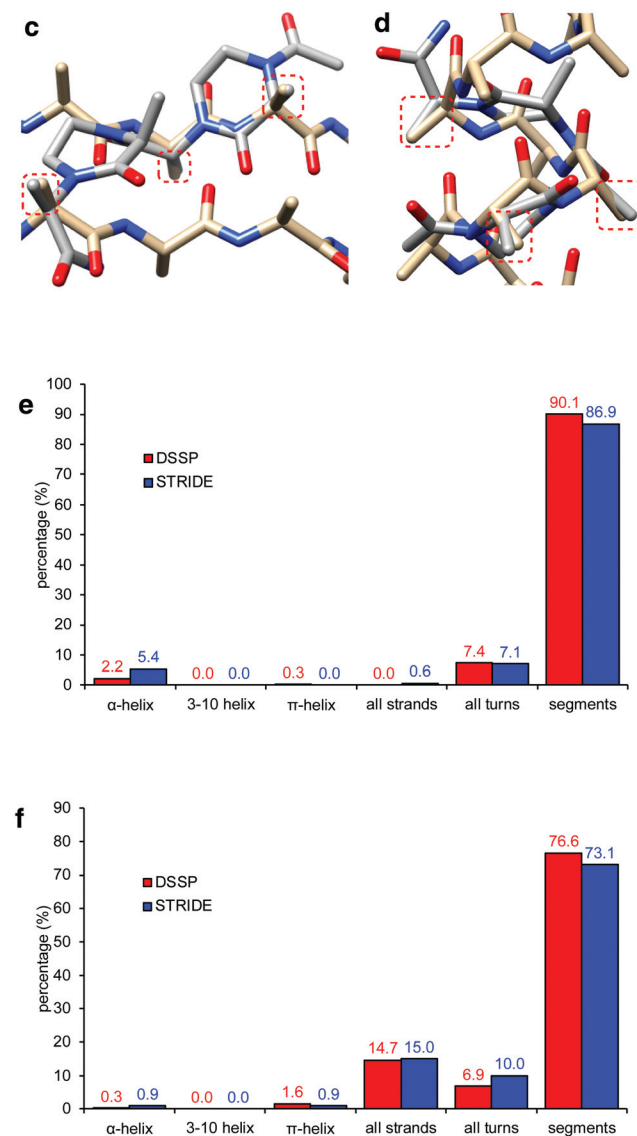 c
d
e
percentage (%)
100
90
80
70
60
50
40
30
20
10
0
DSSP
STRIDE
2.2
5.4
0.0
0.0
0.3
0.0
0.0
0.6
7.4
7.1
90.1
86.9
α-helix
3-10 helix
π-helix
all strands
all turns
segments
f
percentage (%)
90
80
70
60
50
40
30
20
10
0
DSSP
STRIDE
0.3
0.9
0.0
0.0
1.6
0.9
14.7
15.0
6.9
10.0
76.6
73.1
α-helix
3-10 helix
π-helix
all strands
all turns
segments